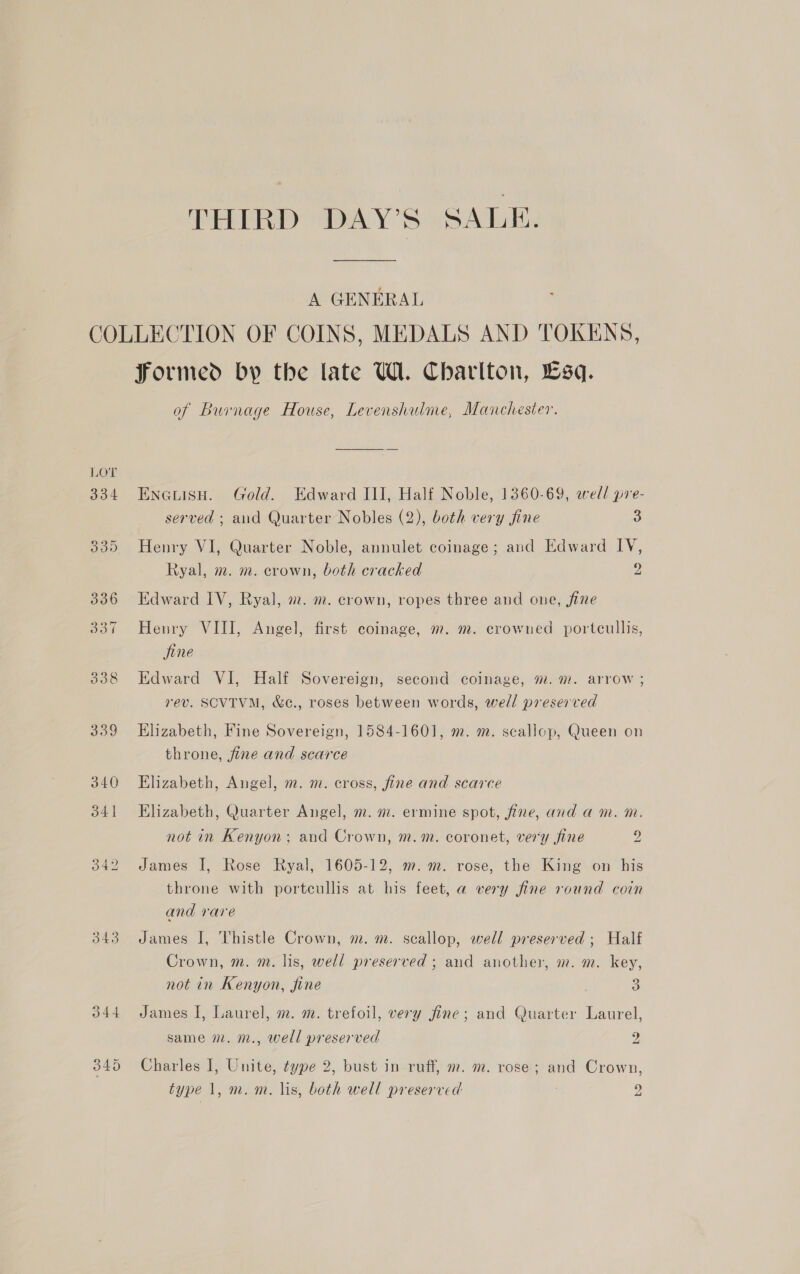 THIRD DAY'S SALE.
A GENERAL
COLLECTION OF COINS, MEDALS AND TOKENS,
Formed by the late W. Charlton, Esq.
of Burnage House, Levenshulme, Manchester.
LOT
334 ENGLISH. Gold. Edward III, Half Noble, 1360-69, well pre-
served ; and Quarter Nobles (2), both very fine 3
335 Henry VI, Quarter Noble, annulet coinage; and Edward IV,
Ryal, m. m. crown, both cracked 2
336 Edward IV, Ryal, m. m. crown, ropes three and one, fine
337 Henry VIII, Angel, first coinage, m. m. crowned portcullis,
fine
338 Edward VI, Half Sovereign, second coinage, m. m. arrow ;
rev. SCVTVM, &c., roses between words, well preserved
339 Elizabeth, Fine Sovereign, 1584-1601, m. m. scallop, Queen on
throne, fine and scarce
340 Elizabeth, Angel, m. m. cross, fine and scarce
341 Elizabeth, Quarter Angel, m. m. ermine spot, fine, and a m. m.
not in Kenyon; and Crown, m. m. coronet, very fine 2
342 James I, Rose Ryal, 1605-12, m. m. rose, the King on his
throne with portcullis at his feet, a very fine round coin
and rare
343 James I, Thistle Crown, m. m. scallop, well preserved ; Half
Crown, m. m. lis, well preserved ; and another, m. m. key,
not in Kenyon, fine 3
344 James I, Laurel, m. m. trefoil, very fine; and Quarter Laurel,
same m. m., well preserved 2
345 Charles I, Unite, type 2, bust in ruff, m. m. rose ; and Crown,
type 1, m. m. lis, both well preserved 2